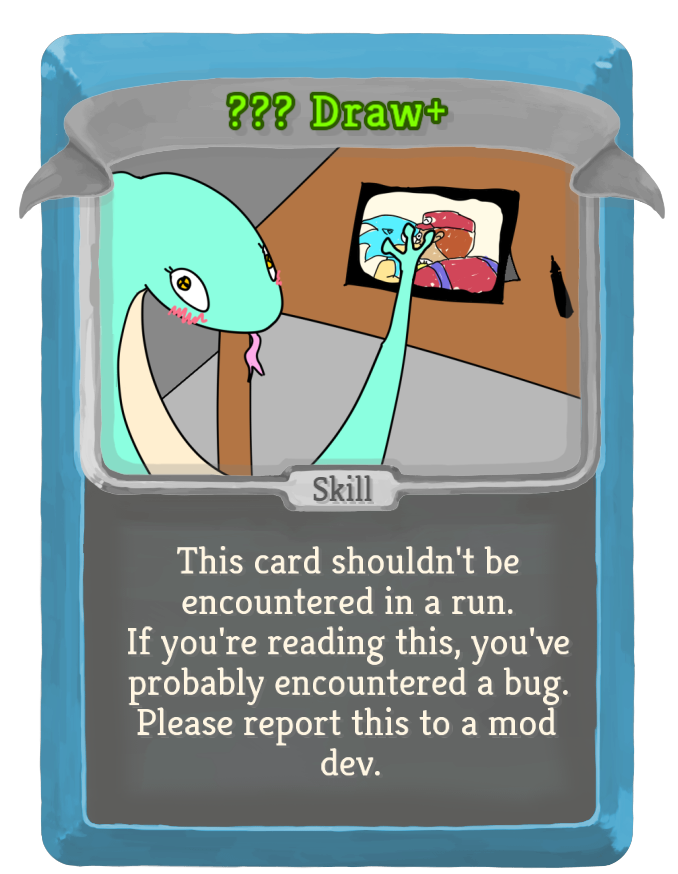 ??? Draw+
Skill
This card shouldn't be
encountered in a run.
If you're reading this, you've
probably encountered a bug.
Please report this to a mod
dev.